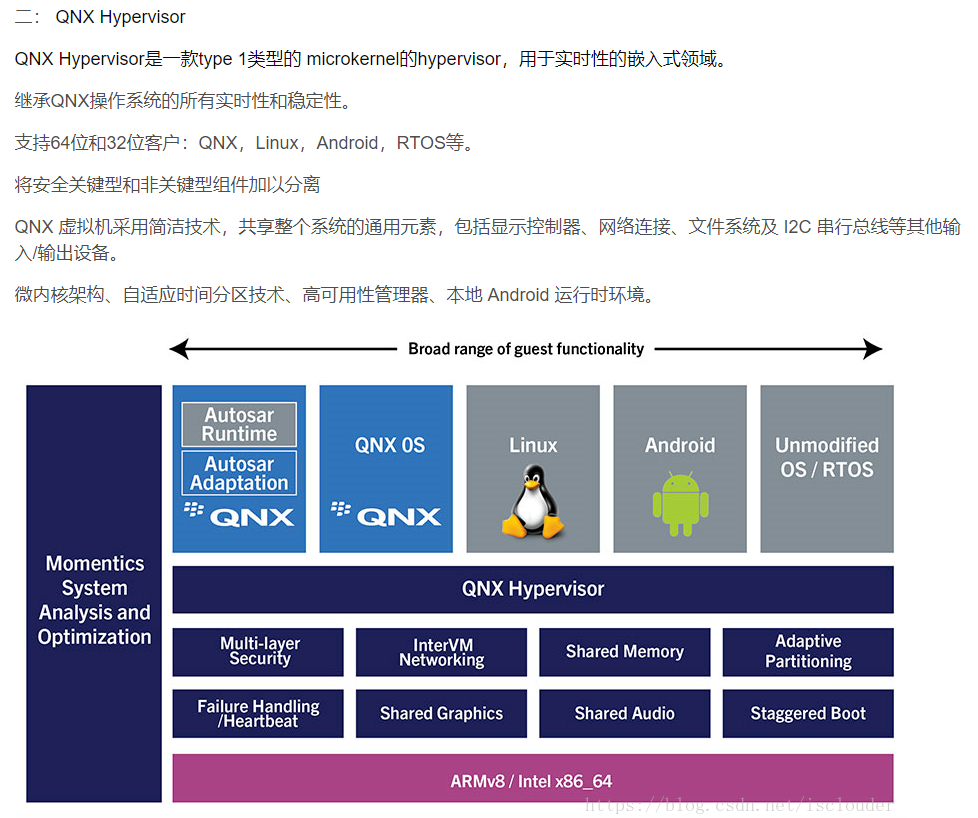 二： QNX Hypervisor
QNX Hypervisor是一款type 1类型的 microkernel的hypervisor，用于实时性的嵌入式领域。
继承QNX操作系统的所有实时性和稳定性。
支持64位和32位客户：QNX，Linux，Android，RTOS等。
将安全关键型和非关键型组件加以分离
QNX 虚拟机采用简洁技术，共享整个系统的通用元素，包括显示控制器、网络连接、文件系统及 I2C 串行总线等其他输
入/输出设备。
微内核架构、自适应时间分区技术、高可用性管理器、本地 Android 运行时环境。
Broad range of guest functionality
Momentics
System
Analysis and
Optimization
Autosar
Runtime
Autosar
Adaptation
QNX
QNX OS
QNX
Linux
Android
Unmodified
OS / RTOS
QNX Hypervisor
Multi-layer
Security
InterVM
Networking
Shared Memory
Adaptive
Partitioning
Failure Handling
/Heartbeat
Shared Graphics
Shared Audio
Staggered Boot
ARMv8 / Intel x86_64
https://blog.csdn.net/isclouder